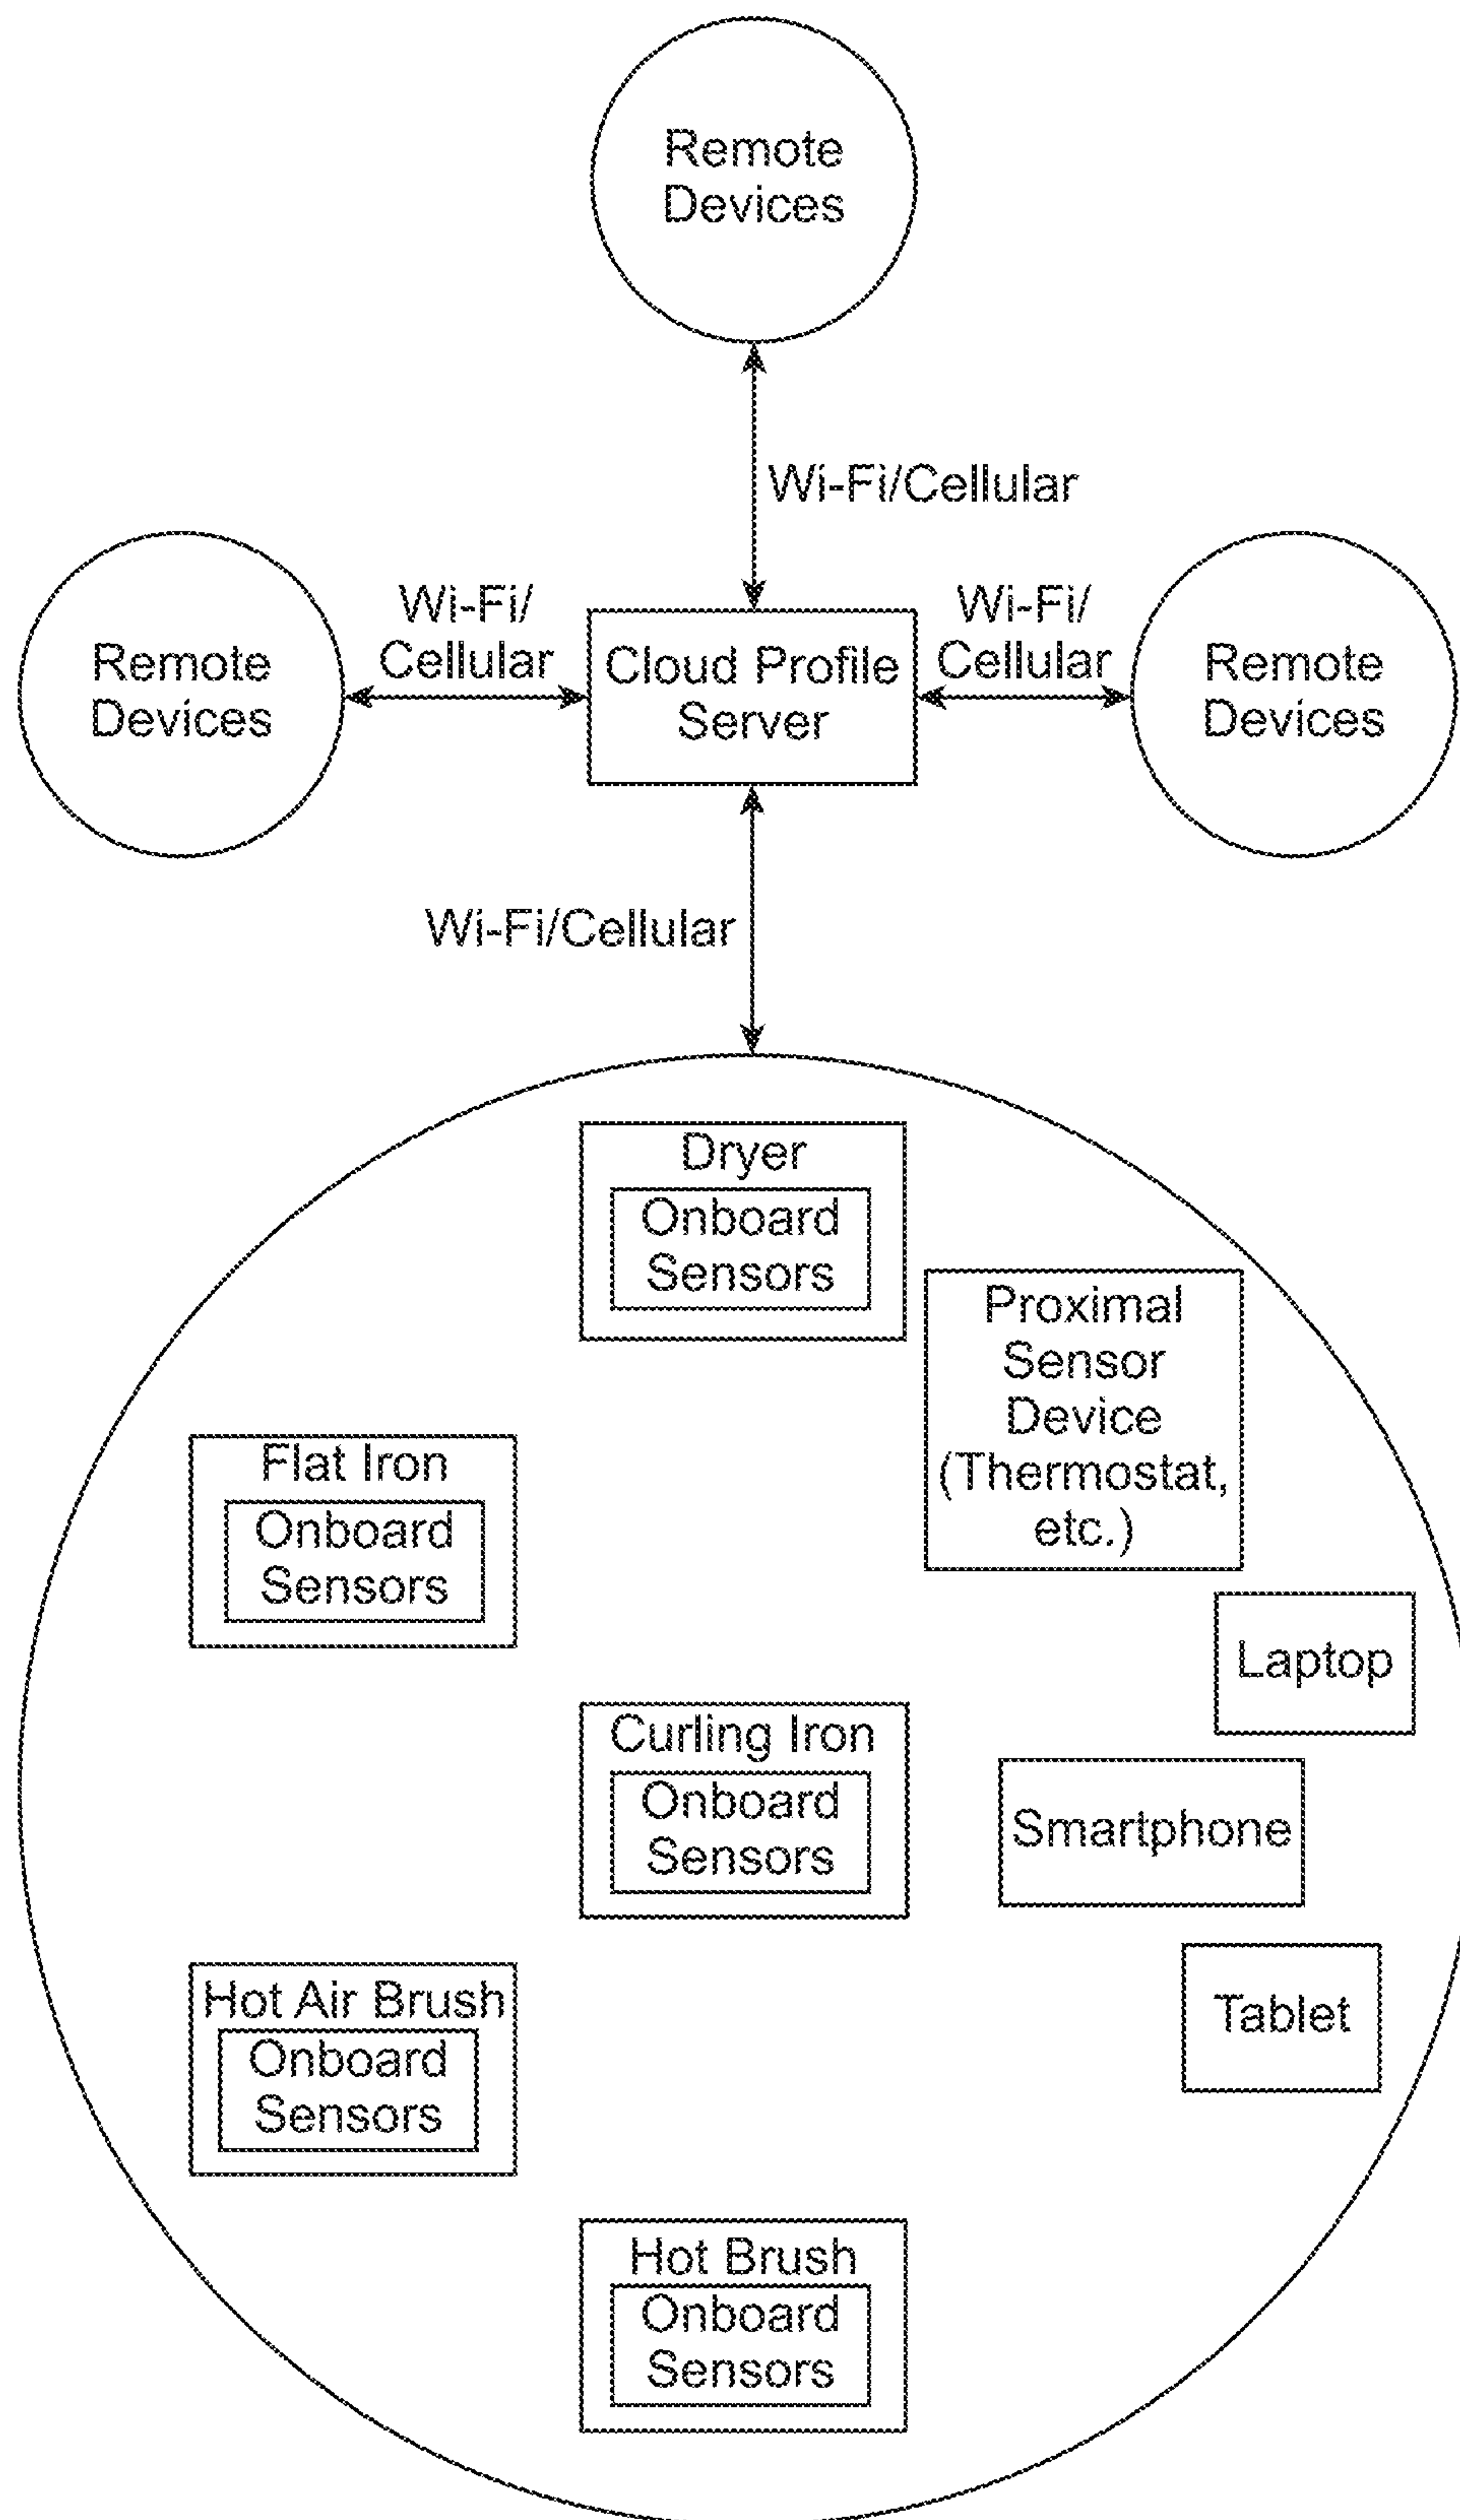 Remote
Devices
Wi-Fi/Cellular
Remote
Devices
Wi-Fi/
Cellular
Cloud Profile
Server
Wi-Fi/
Cellular
Remote
Devices
Wi-Fi/Cellular
Dryer
Onboard
Sensors
Proximal
Sensor
Device
(Thermostat,
etc.)
Flat Iron
Onboard
Sensors
Laptop
Curling Iron
Onboard
Sensors
Smartphone
Hot Air Brush
Onboard
Sensors
Tablet
Hot Brush
Onboard
Sensors